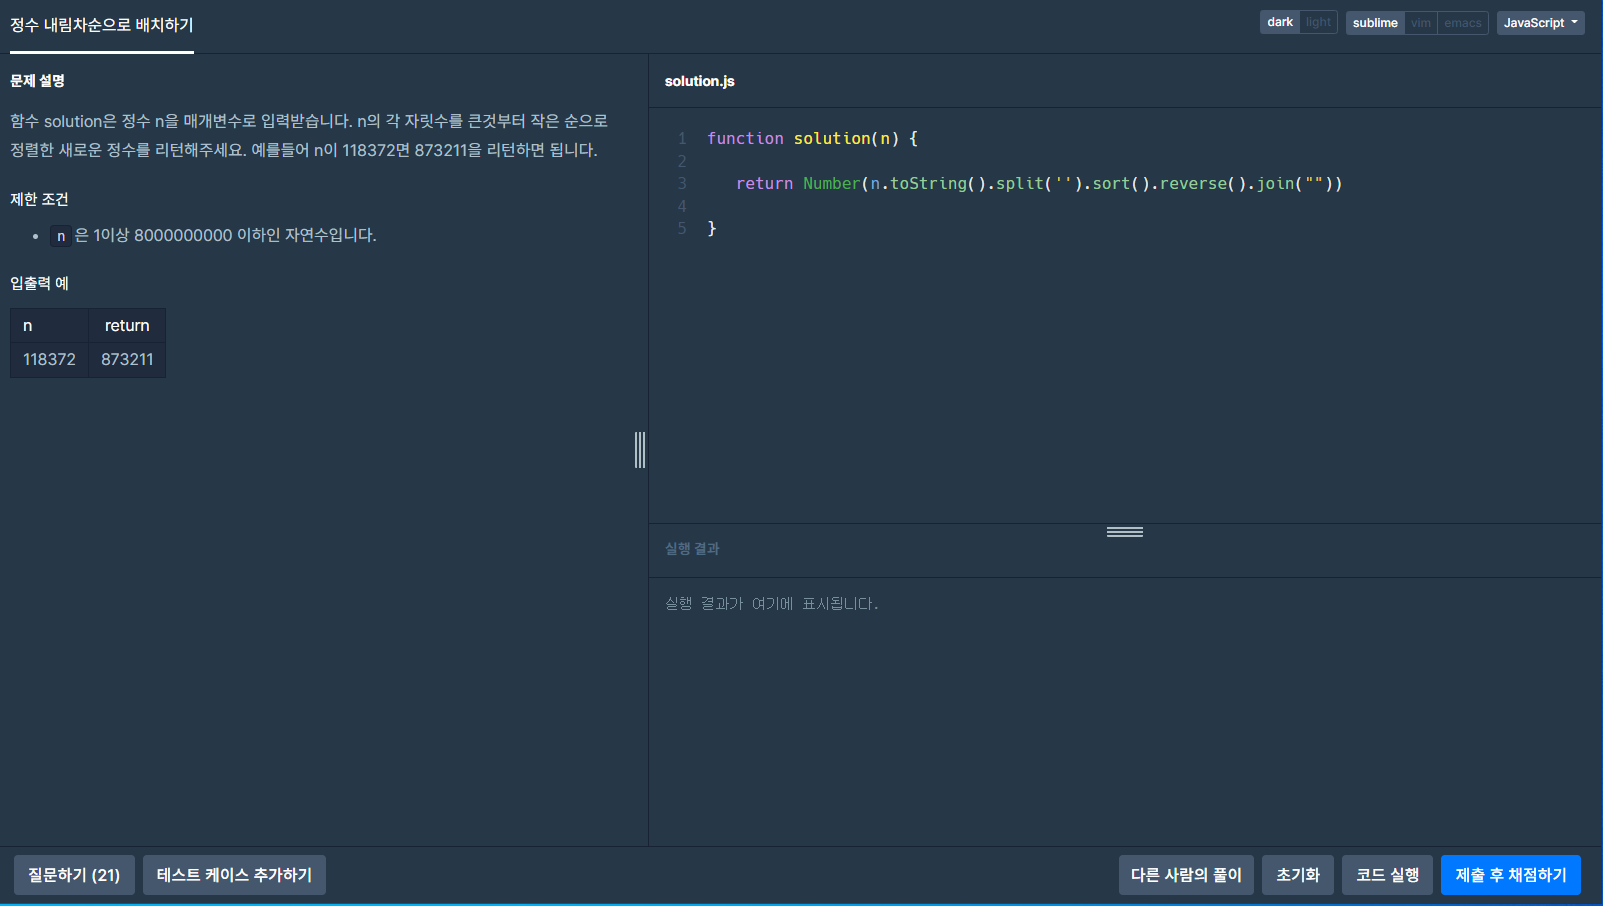 정수 내림차순으로 배치하기
dark light sublime vim emacs JavaScript
문제 설명
함수 solution은 정수 n을 매개변수로 입력받습니다. n의 각 자릿수를 큰것부터 작은 순으로
정렬한 새로운 정수를 리턴해주세요. 예를들어 n이 118372면 873211을 리턴하면 됩니다.
제한 조건
• n 은 1이상 8000000000 이하인 자연수입니다.
입출력 예
n return
118372 873211
solution.js
1 function solution(n) {
2
3 return Number(n.toString().split('').sort().reverse().join(""))
4
5 }
실행 결과
실행 결과가 여기에 표시됩니다.
질문하기 (21) 테스트 케이스 추가하기 다른 사람의 풀이 초기화 코드 실행 제출 후 채점하기